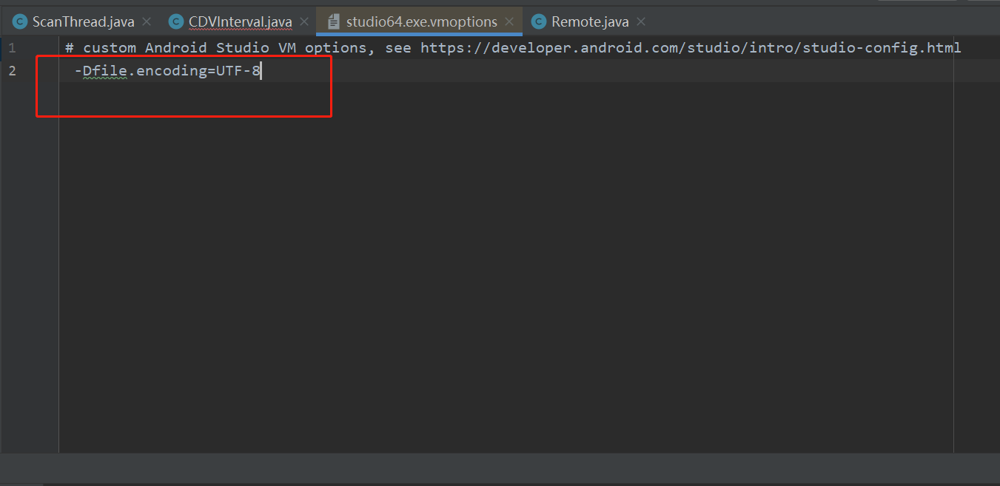 ScanThread.java CDVInterval.java studio64.exe.vmoptions Remote.java
1 # custom Android Studio VM options, see https://developer.android.com/studio/intro/studio-config.html
2 -Dfile.encoding=UTF-8